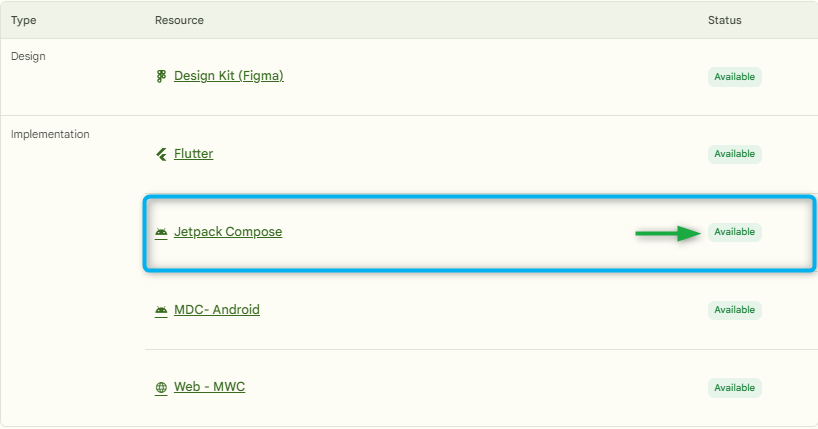 Type Resource Status
Design
Design Kit (Figma) Available
Implementation
Flutter Available
Jetpack Compose Available
MDC- Android Available
Web - MWC Available